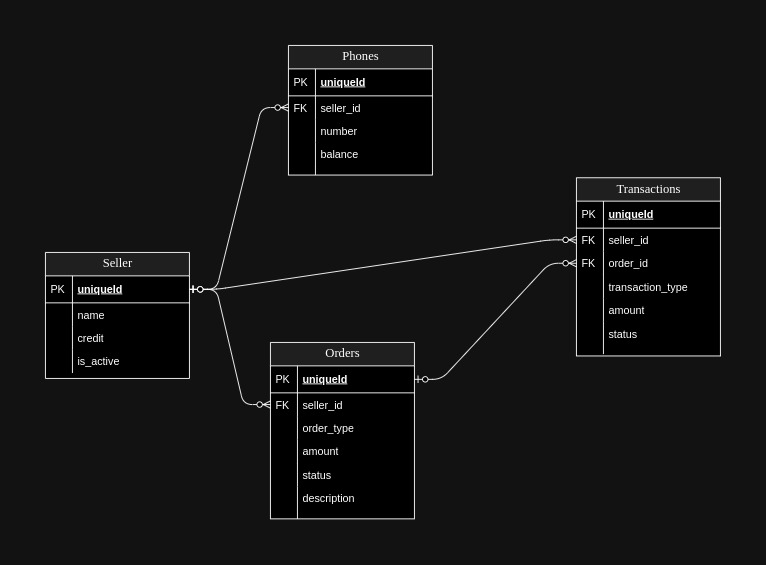 Phones
PK uniqueId
FK seller_id
number
balance
Transactions
PK uniqueId
FK seller_id
FK order_id
transaction_type
amount
status
Seller
PK uniqueId
name
credit
is_active
Orders
PK uniqueId
FK seller_id
order_type
amount
status
description